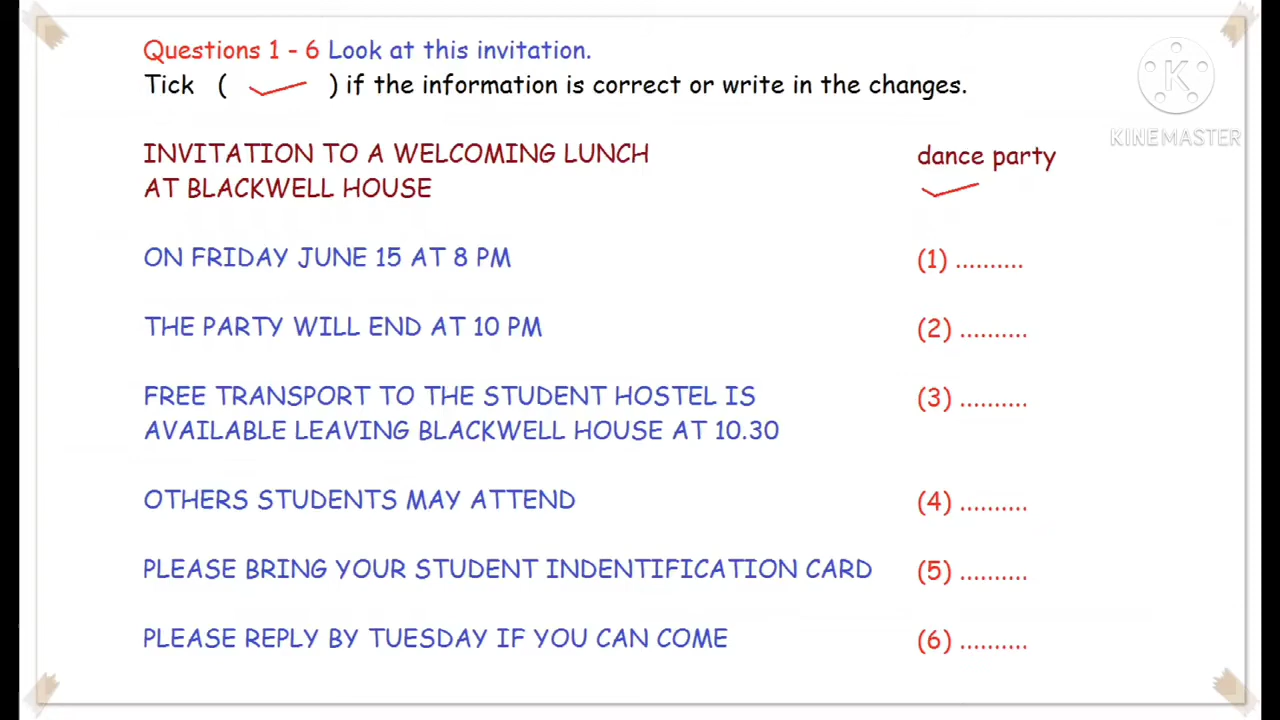 Questions 1 - 6 Look at this invitation.
Tick ( ✓ ) if the information is correct or write in the changes.
K
KINEMASTER
INVITATION TO A WELCOMING LUNCH dance party
AT BLACKWELL HOUSE ✓
ON FRIDAY JUNE 15 AT 8 PM (1) ..........
THE PARTY WILL END AT 10 PM (2) ..........
FREE TRANSPORT TO THE STUDENT HOSTEL IS (3) ..........
AVAILABLE LEAVING BLACKWELL HOUSE AT 10.30
OTHERS STUDENTS MAY ATTEND (4) ..........
PLEASE BRING YOUR STUDENT INDENTIFICATION CARD (5) ..........
PLEASE REPLY BY TUESDAY IF YOU CAN COME (6) ..........